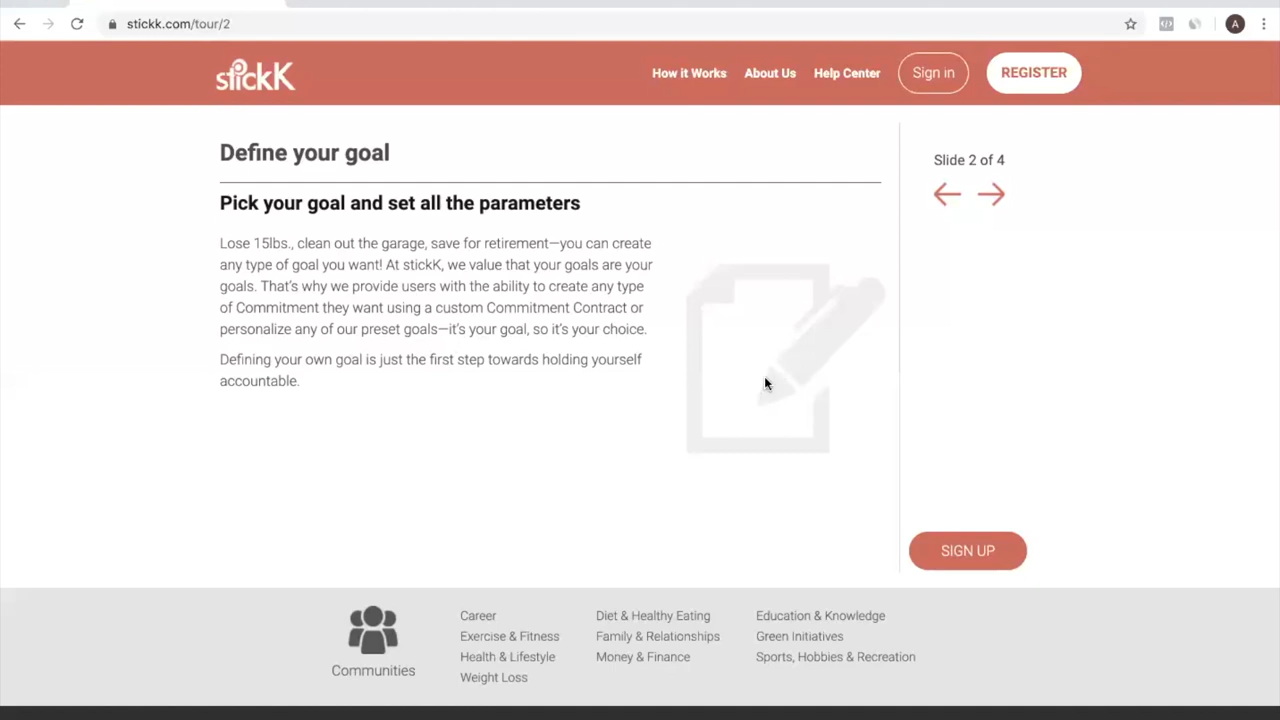 stickk.com/tour/2
A
stickK
How it Works
About Us
Help Center
Sign in
REGISTER
Define your goal
Slide 2 of 4
Pick your goal and set all the parameters
Lose 15lbs., clean out the garage, save for retirement—you can create
any type of goal you want! At stickK, we value that your goals are your
goals. That’s why we provide users with the ability to create any type
of Commitment they want using a custom Commitment Contract or
personalize any of our preset goals—it’s your goal, so it’s your choice.
Defining your own goal is just the first step towards holding yourself
accountable.
SIGN UP
Communities
Career
Exercise & Fitness
Health & Lifestyle
Weight Loss
Diet & Healthy Eating
Family & Relationships
Money & Finance
Education & Knowledge
Green Initiatives
Sports, Hobbies & Recreation